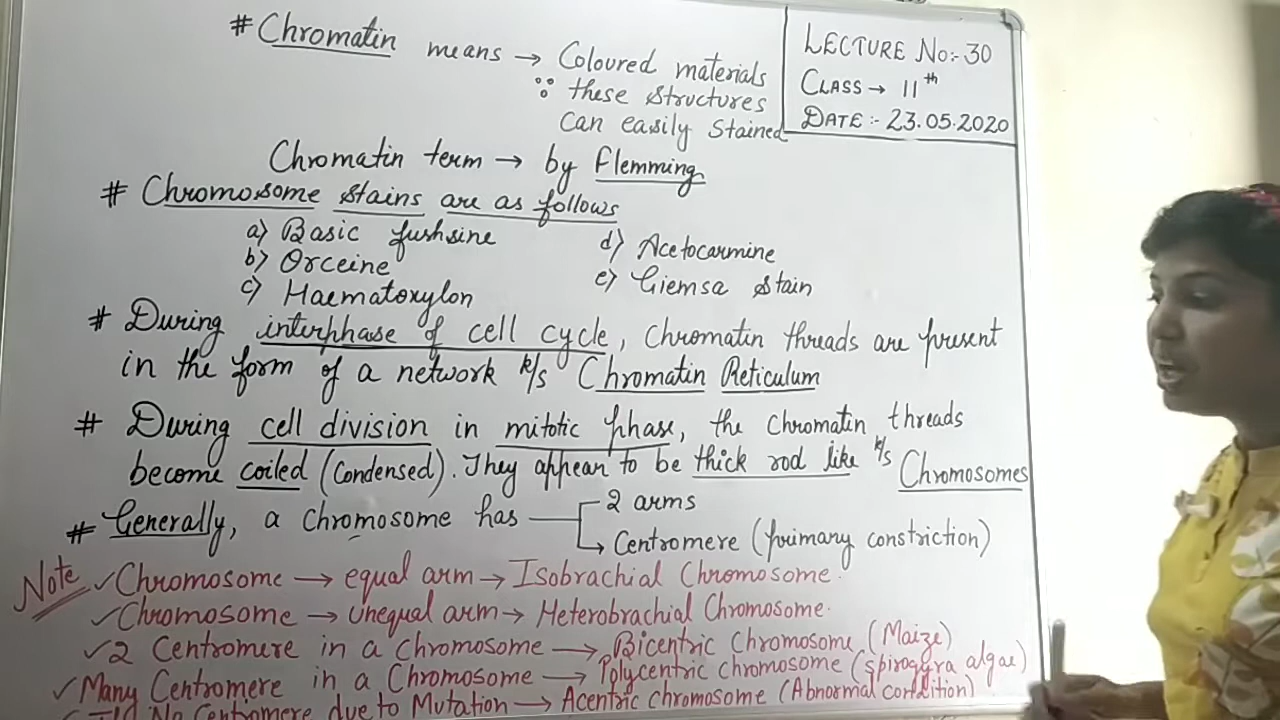 # Chromatin means → Coloured materials
∵ these structures
can easily stained
LECTURE No:- 30
CLASS → 11th
DATE:- 23.05.2020
Chromatin term → by Flemming
# Chromosome stains are as follows
a) Basic fushsine
b) Orceine
c) Haematoxylon
d) Acetocarmine
e) Giemsa stain
# During interphase of cell cycle, Chromatin threads are present
in the form of a network k/s Chromatin Reticulum
# During cell division in mitotic phase, the chromatin threads
become coiled (condensed). They appear to be thick rod like k/s Chromosomes
# Generally, a chromosome has 2 arms
→ Centromere (primary constriction)
Note ✓Chromosome → equal arm → Isobrachial Chromosome.
✓Chromosome → Unequal arm → Heterobrachial Chromosome.
✓2 Centromere in a Chromosome → Bicentric Chromosome (Maize)
✓Many Centromere in a Chromosome → Polycentric chromosome (spirogyra algae)
No Centromere due to Mutation → Acentric chromosome (Abnormal condition)